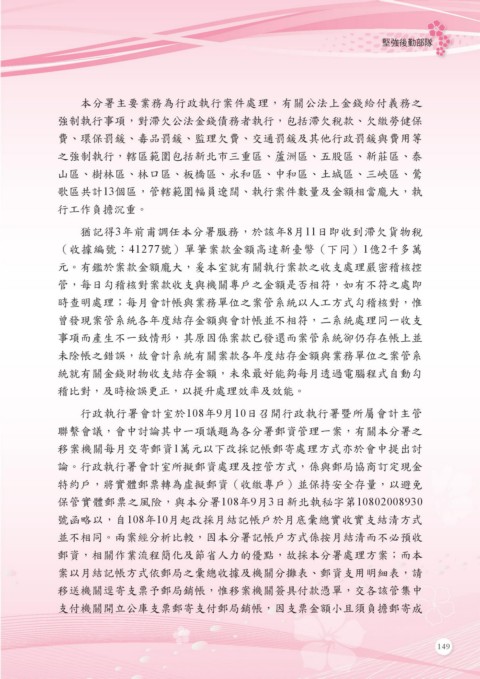 整強後勤部隊
本分署主要業務為行政執行案件處理，有關公法上金錢給付義務之
強制執行事項，對滯欠公法金錢債務者執行，包括滯欠稅款、欠繳勞健保
費、環保罰鍰、毒品罰鍰、監理欠費、交通罰鍰及其他行政罰鍰與費用等
之強制執行，轄區範圍包括新北市三重區、蘆洲區、五股區、新莊區、泰
山區、樹林區、林口區、板橋區、永和區、中和區、土城區、三峽區、鶯
歌區共計13個區，管轄範圍幅員遼闊、執行案件數量及金額相當龐大，執
行工作負擔沉重。
猶記得3年前甫調任本分署服務，於該年8月11日即收到滯欠貨物稅
（收據編號：41277號）單筆案款金額高達新臺幣（下同）1億2千多萬
元。有鑑於案款金額龐大，爰本室就有關執行案款之收支處理嚴密稽核控
管，每日勾稽核對案款收支與機關專戶之金額是否相符，如有不符之處即
時查明處理；每月會計帳與業務單位之案管系統以人工方式勾稽核對，惟
曾發現案管系統各年度結存金額與會計帳並不相符，二系統處理同一收支
事項而產生不一致情形，其原因係案款已發還而案管系統卻仍存在帳上並
未除帳之錯誤，故會計系統有關案款各年度結存金額與業務單位之案管系
統就有關金錢財物收支結存金額，未來最好能夠每月透過電腦程式自動勾
稽比對，及時檢誤更正，以提升處理效率及效能。
行政執行署會計室於108年9月10日召開行政執行署暨所屬會計主管
聯繫會議，會中討論其中一項議題為各分署郵資管理一案，有關本分署之
移案機關每月交寄郵資1萬元以下改採記帳郵寄處理方式亦於會中提出討
論。行政執行署會計室所擬郵資處理及控管方式，係與郵局協商訂定現金
特約戶，將實體郵票轉為虛擬郵資（收繳專戶）並保持安全存量，以避免
保管實體郵票之風險，與本分署108年9月3日新北執秘字第10802008930
號函略以，自108年10月起改採月結記帳戶於月底彙總實收實支結清方式
並不相同。兩案經分析比較，因本分署記帳戶方式係按月結清而不必預收
郵資，相關作業流程簡化及節省人力的優點，故採本分署處理方案；而本
案以月結記帳方式依郵局之彙總收據及機關分攤表、郵資支用明細表，請
移送機關逕寄支票予郵局銷帳，惟移案機關簽具付款憑單，交各該管集中
支付機關開立公庫支票郵寄支付郵局銷帳，因支票金額小且須負擔郵寄成
149